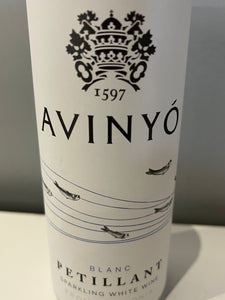 1597
AVINYÓ
BLANC
PETILLANT
SPARKLING WHITE WINE